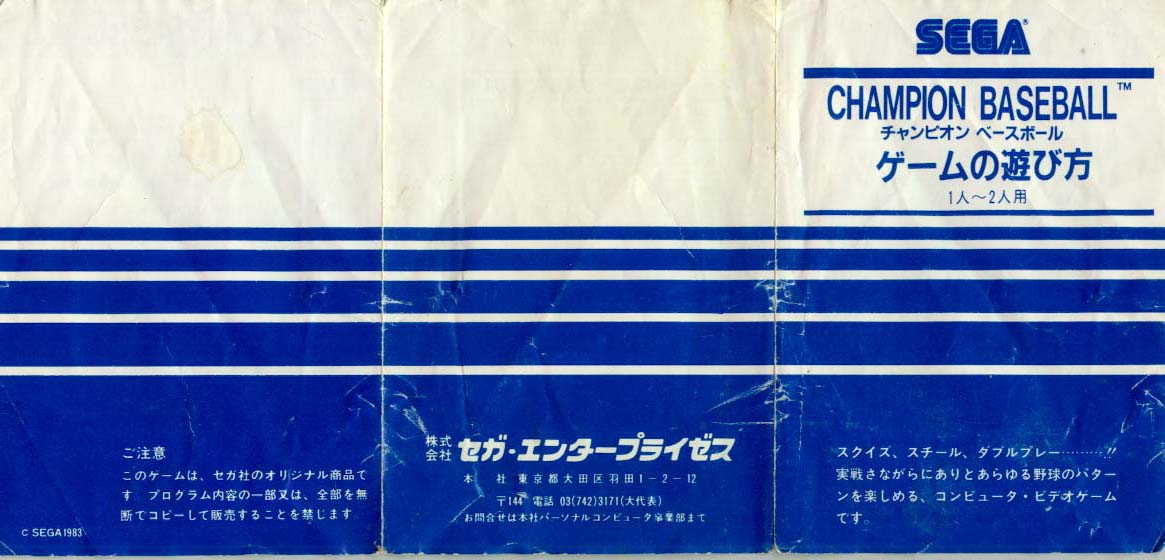 SEGA®
CHAMPION BASEBALL™
チャンピオン ベースボール
ゲームの遊び方
1人～2人用
ご注意
このゲームは、セガ社のオリジナル商品で
す プログラム内容の一部又は、全部を無
断でコピーして販売することを禁じます
© SEGA1983
株式会社 セガ・エンタープライゼス
本 社 東京都大田区羽田1-2-12
〒144 電話 03(742)3171(大代表)
お問合せは本社パーソナルコンピュータ事業部まで
スクイズ、スチール、ダブルプレー………!!
実戦さながらにありとあらゆる野球のパター
ンを楽しめる、コンピュータ・ビデオゲーム
です。